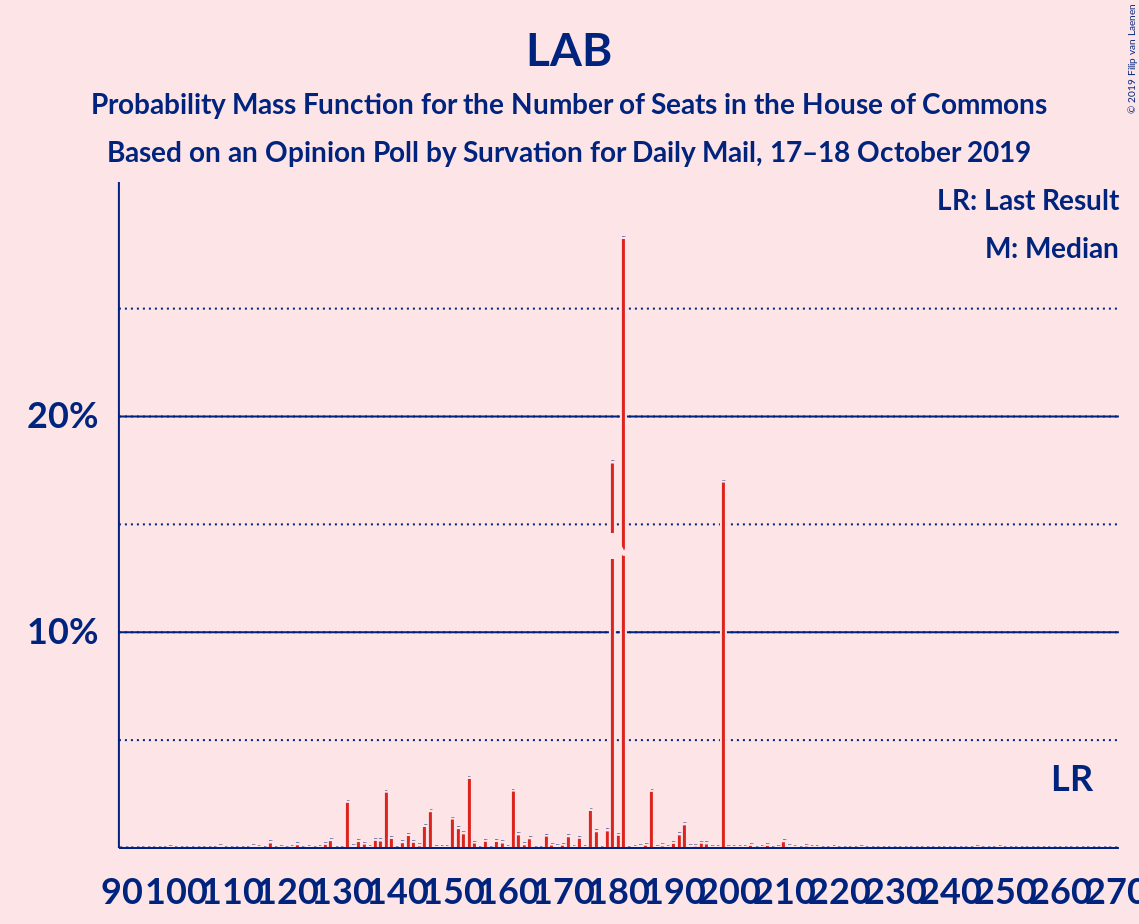 LAB
Probability Mass Function for the Number of Seats in the House of Commons
Based on an Opinion Poll by Survation for Daily Mail, 17–18 October 2019
© 2019 Filip van Laenen
LR: Last Result
M: Median
20%
10%
LR
90 100 110 120 130 140 150 160 170 180 190 200 210 220 230 240 250 260 270